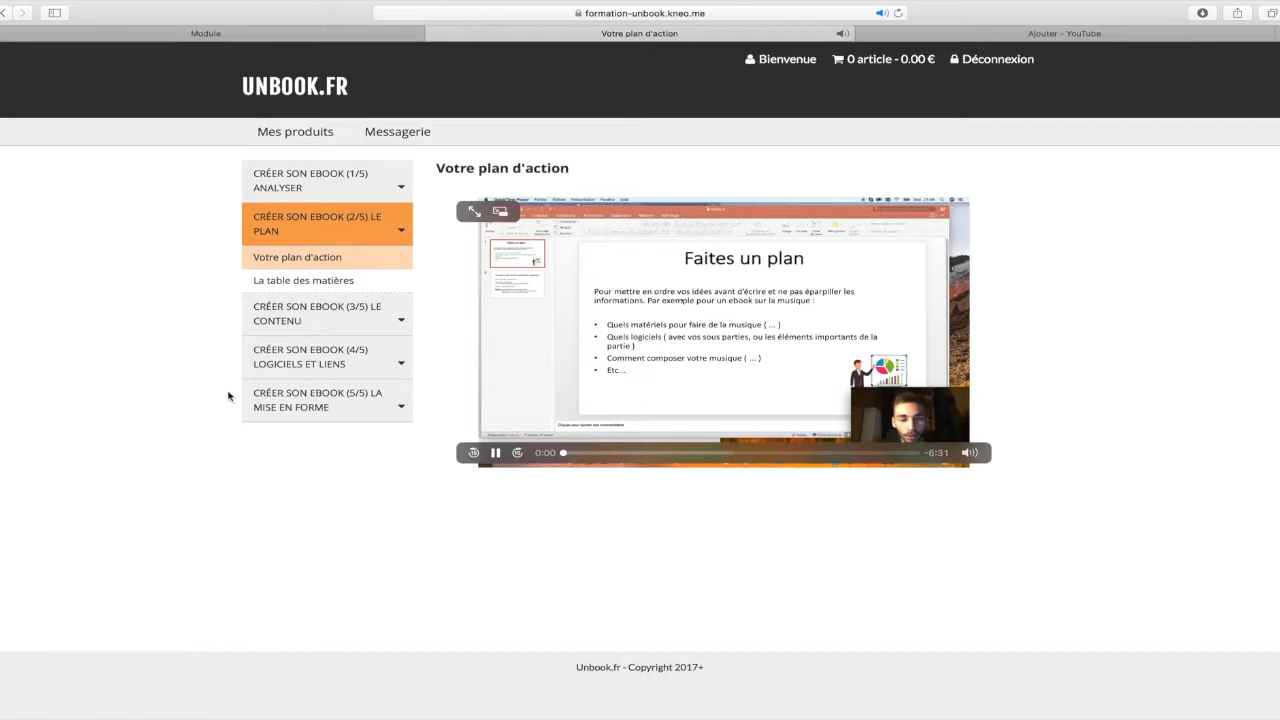 formation-unbook.kneo.me
Module
Votre plan d'action
Ajouter – YouTube
Bienvenue
0 article - 0.00 €
Déconnexion
UNBOOK.FR
Mes produits
Messagerie
CRÉER SON EBOOK (1/5)
ANALYSER
CRÉER SON EBOOK (2/5) LE
PLAN
Votre plan d'action
La table des matières
CRÉER SON EBOOK (3/5) LE
CONTENU
CRÉER SON EBOOK (4/5)
LOGICIELS ET LIENS
CRÉER SON EBOOK (5/5) LA
MISE EN FORME
Votre plan d'action
Faites un plan
Pour mettre en ordre vos idées avant d'écrire et ne pas éparpiller les
informations. Par exemple pour un ebook sur la musique :
• Quels matériels pour faire de la musique ( ... )
• Quels logiciels ( avec vos sous parties, ou les éléments importants de la
partie )
• Comment composer votre musique ( ... )
• Etc...
Cliquez pour ajouter des commentaires
0:00
-6:31
Unbook.fr - Copyright 2017+